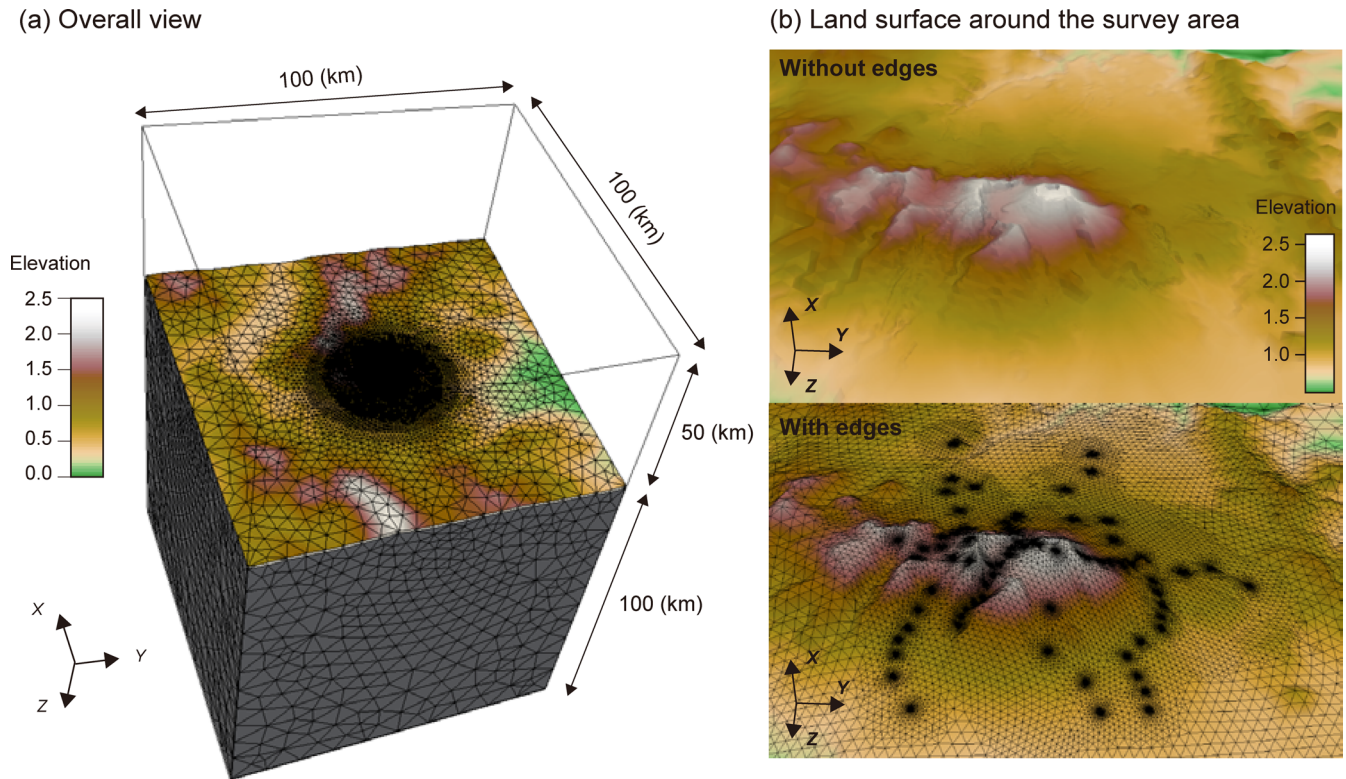 (a) Overall view
100 (km)
100 (km)
50 (km)
100 (km)
Elevation
2.5
2.0
1.5
1.0
0.5
0.0
X
Y
Z
(b) Land surface around the survey area
Without edges
Elevation
2.5
2.0
1.5
1.0
X
Y
Z
With edges
X
Y
Z